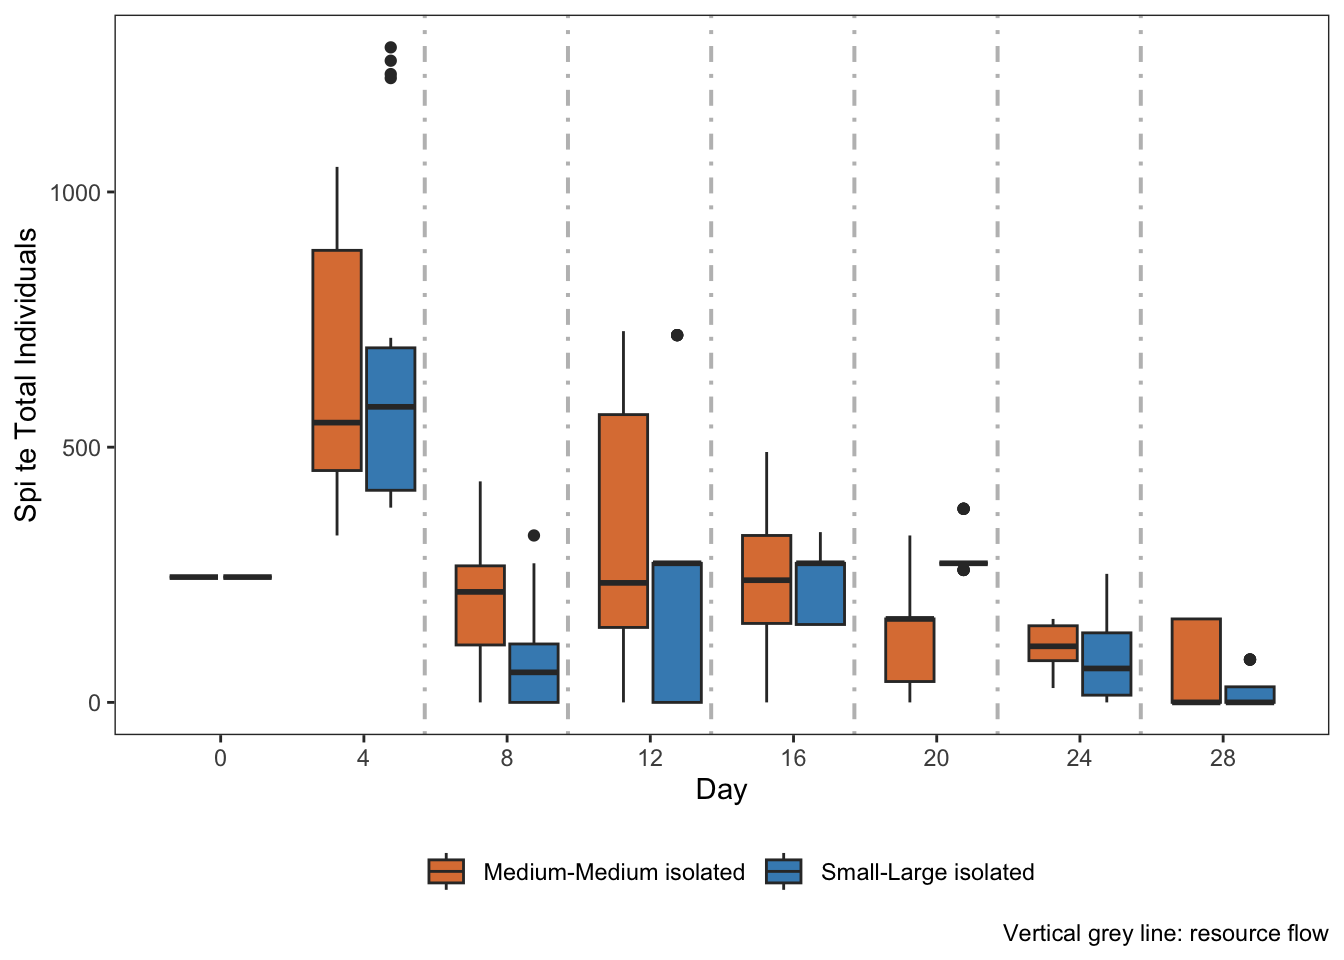 Spi te Total Individuals
1000
500
0
0 4 8 12 16 20 24 28
Day
Medium-Medium isolated Small-Large isolated
Vertical grey line: resource flow